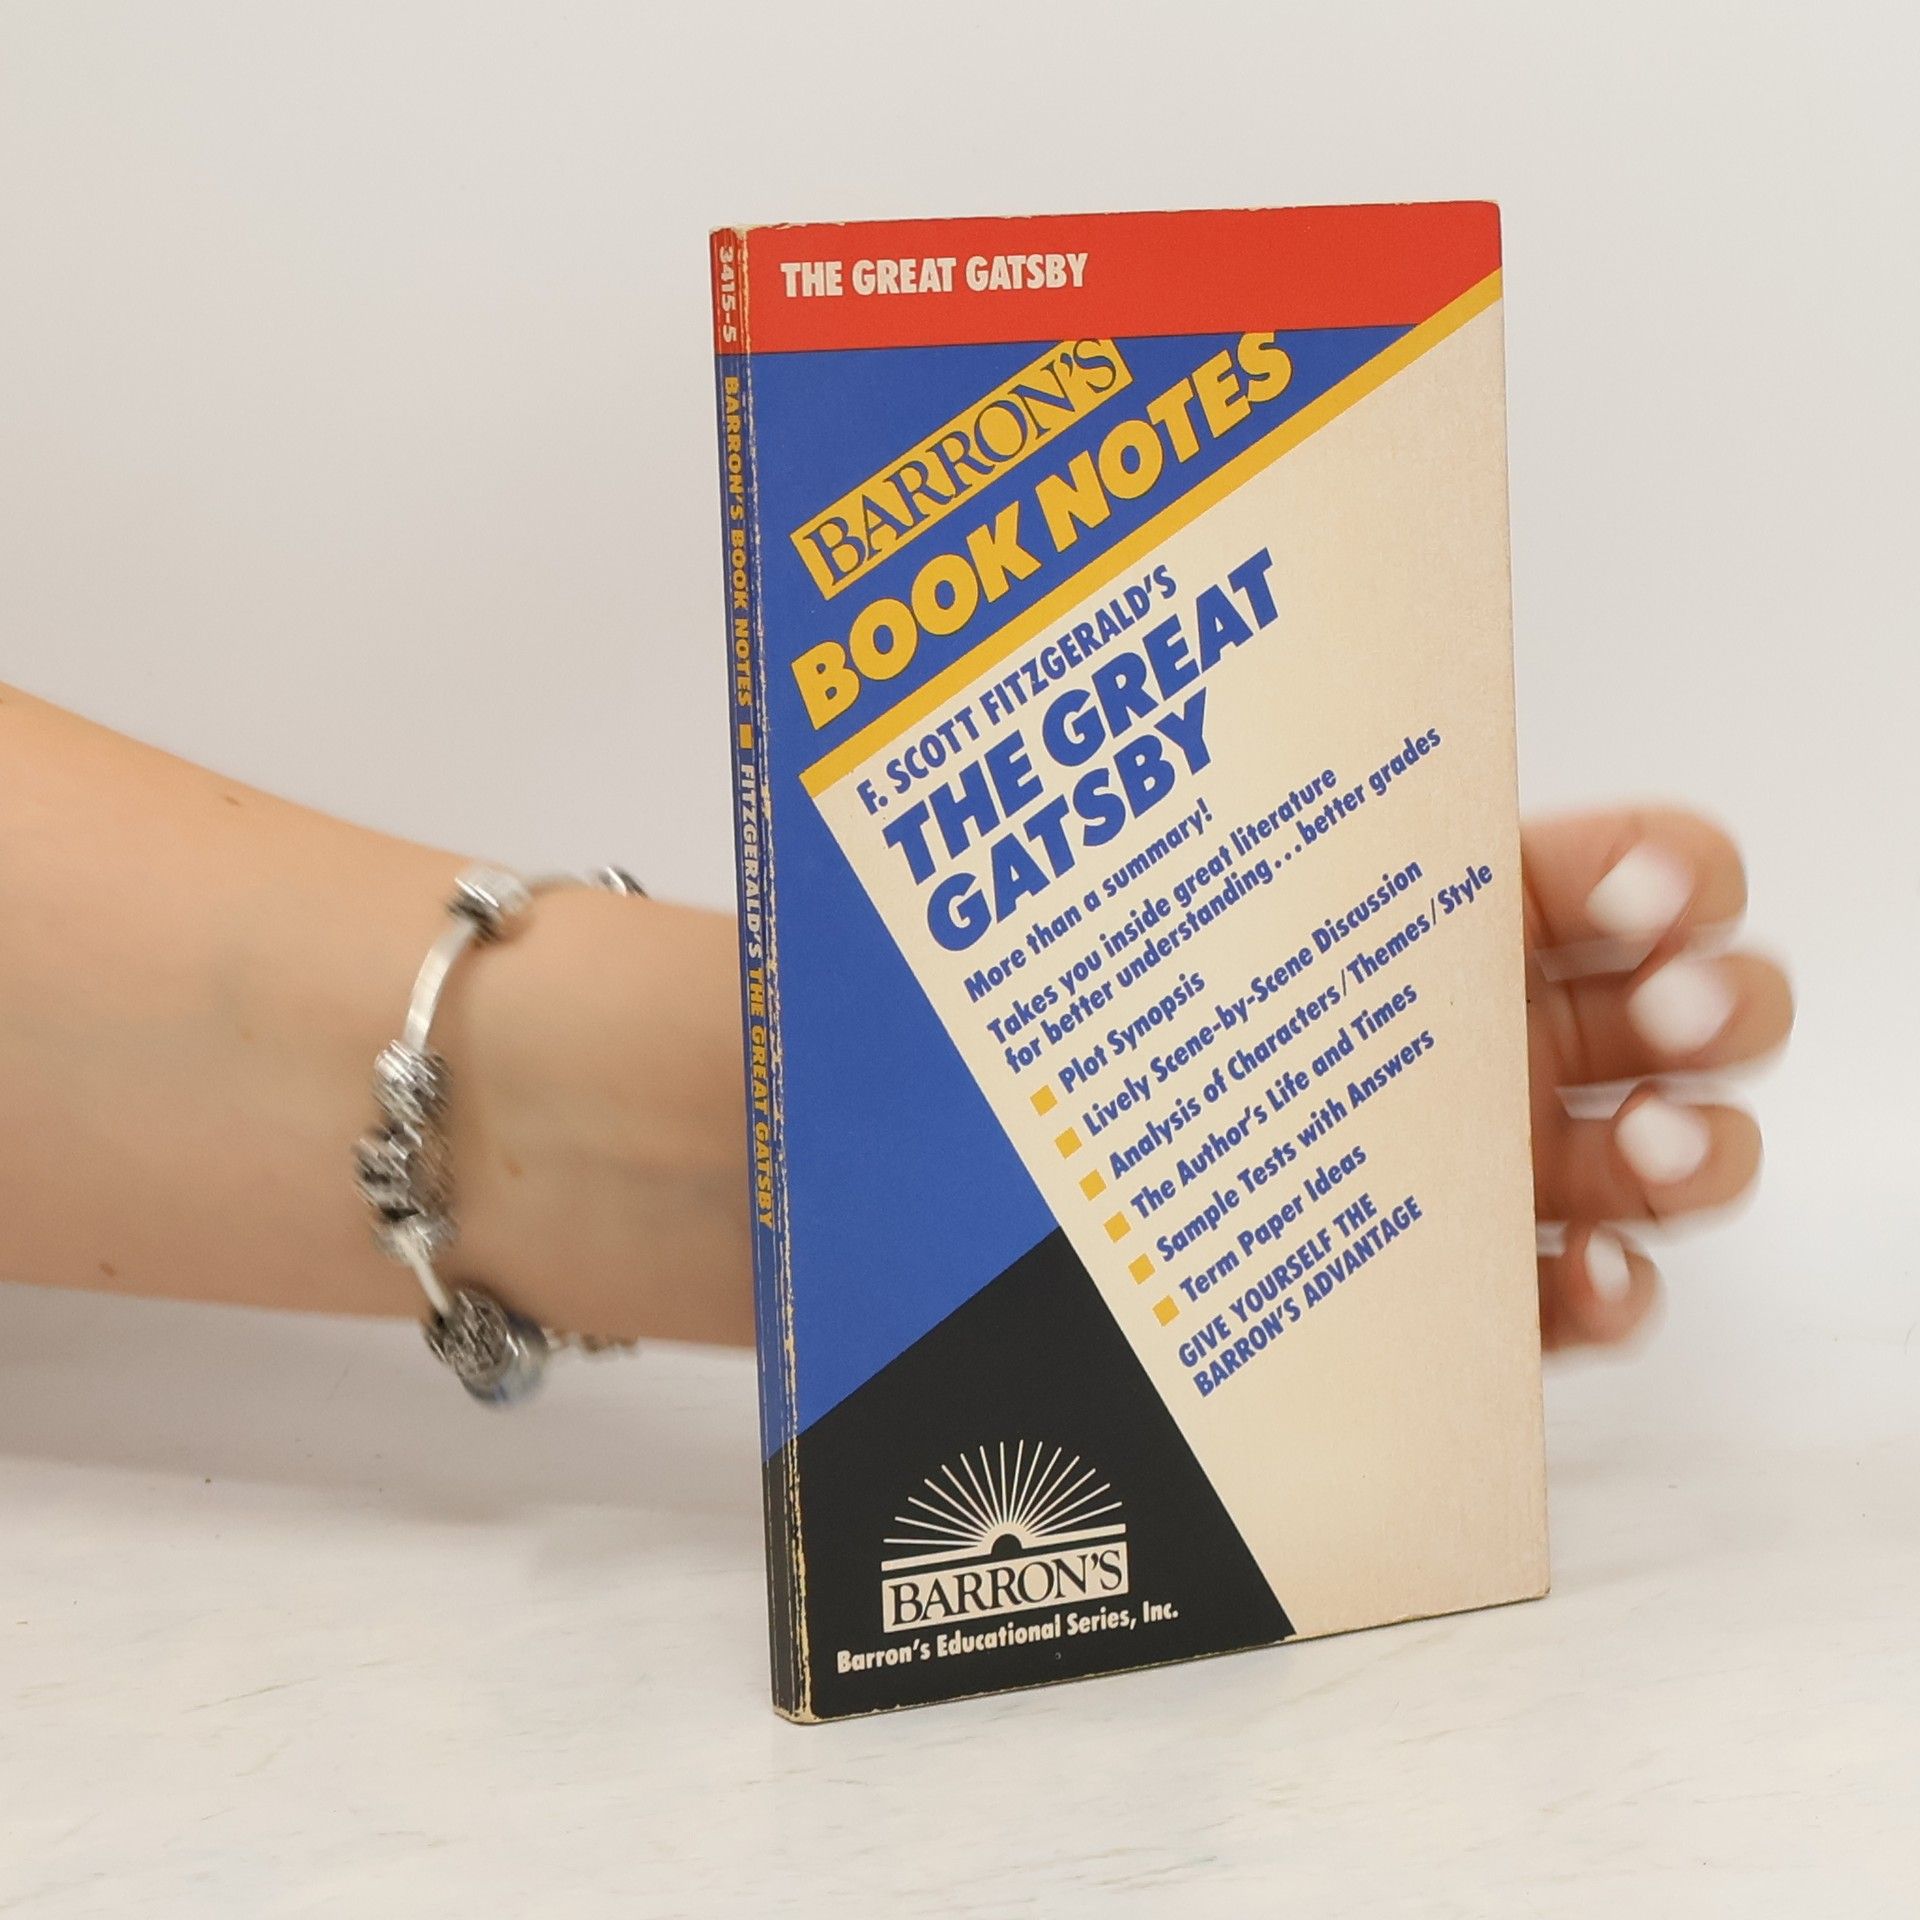 THE GREAT GATSBY
BARRON'S
BOOK NOTES
F. SCOTT FITZGERALD'S
THE GREAT
GATSBY
More than a summary!
Takes you inside great literature
for better understanding...better grades
Plot Synopsis
Lively Scene-by-Scene Discussion
Analysis of Characters/Themes/Style
The Author's Life and Times
Sample Tests with Answers
Term Paper Ideas
GIVE YOURSELF THE
BARRON'S ADVANTAGE
BARRON'S
Barron's Educational Series, Inc.
3415-5 BARRON'S BOOK NOTES ■ FITZGERALD'S THE GREAT GATSBY